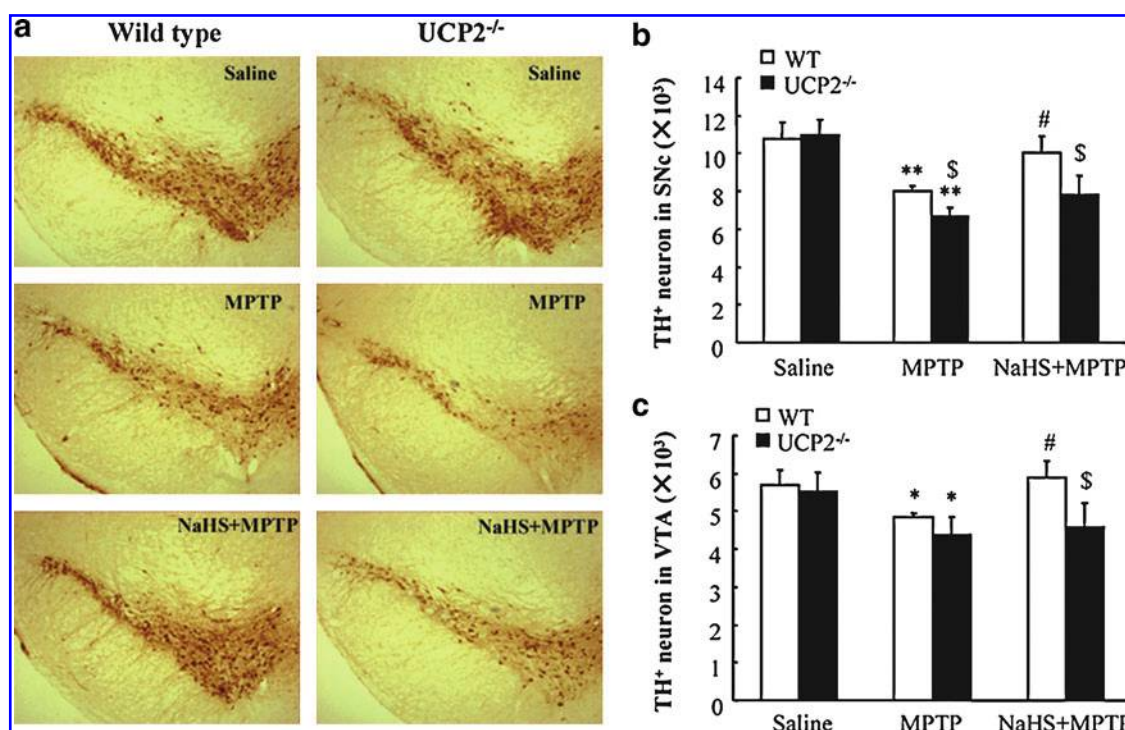 a
Wild type
UCP2-/-
Saline
Saline
MPTP
MPTP
NaHS+MPTP
NaHS+MPTP
b
WT
UCP2-/-
TH+ neuron in SNc (×10³)
14
12
10
8
6
4
2
0
**
$
**
#
$
Saline
MPTP
NaHS+MPTP
c
WT
UCP2-/-
TH+ neuron in VTA (×10³)
7
6
5
4
3
2
1
0
*
*
#
$
Saline
MPTP
NaHS+MPTP